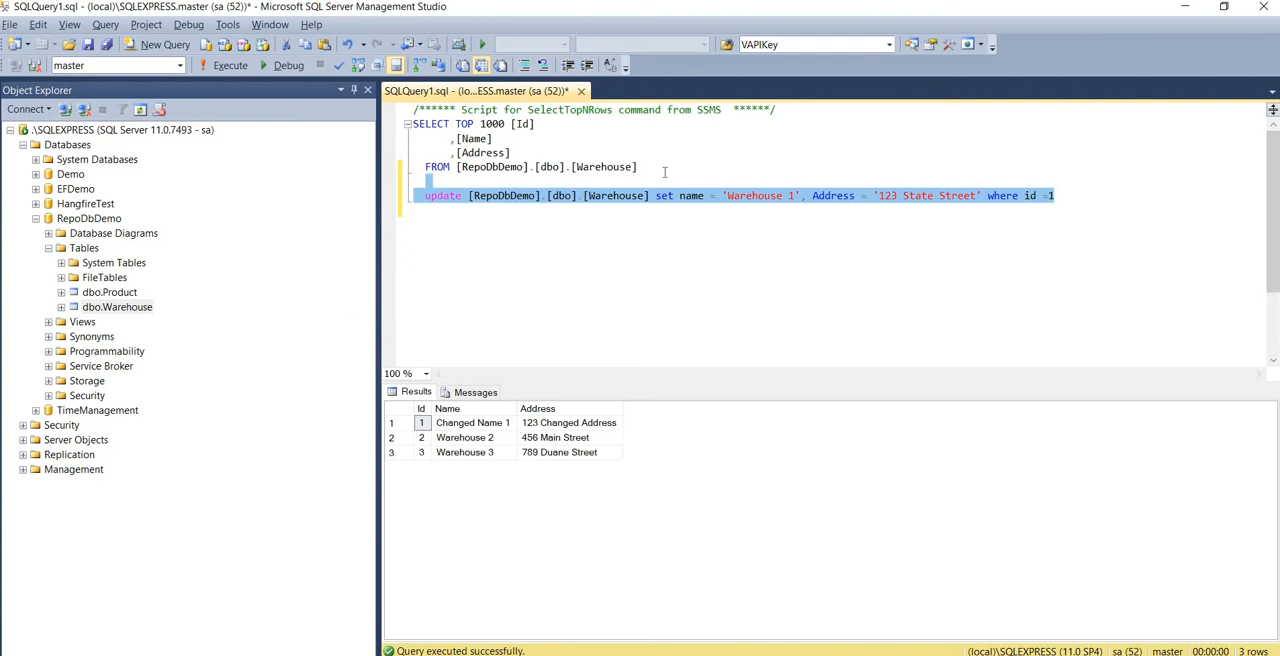 SQLQuery1.sql - (local)\SQLEXPRESS.master (sa (52))* - Microsoft SQL Server Management Studio
File Edit View Query Project Debug Tools Window Help
New Query VAPIKey
master Execute Debug
Object Explorer
Connect
.\SQLEXPRESS (SQL Server 11.0.7493 - sa)
Databases
System Databases
Demo
EFDemo
HangfireTest
RepoDbDemo
Database Diagrams
Tables
System Tables
FileTables
dbo.Product
dbo.Warehouse
Views
Synonyms
Programmability
Service Broker
Storage
Security
TimeManagement
Security
Server Objects
Replication
Management
SQLQuery1.sql - (lo...ESS.master (sa (52))*
/****** Script for SelectTopNRows command from SSMS  ******/
SELECT TOP 1000 [Id]
,[Name]
,[Address]
FROM [RepoDbDemo].[dbo].[Warehouse]
update [RepoDbDemo].[dbo].[Warehouse] set name = 'Warehouse 1', Address = '123 State Street' where id =1
100 %
Results Messages
Id Name Address
1 1 Changed Name 1 123 Changed Address
2 2 Warehouse 2 456 Main Street
3 3 Warehouse 3 789 Duane Street
Query executed successfully. (local)\SQLEXPRESS (11.0 SP4) sa (52) master 00:00:00 3 rows